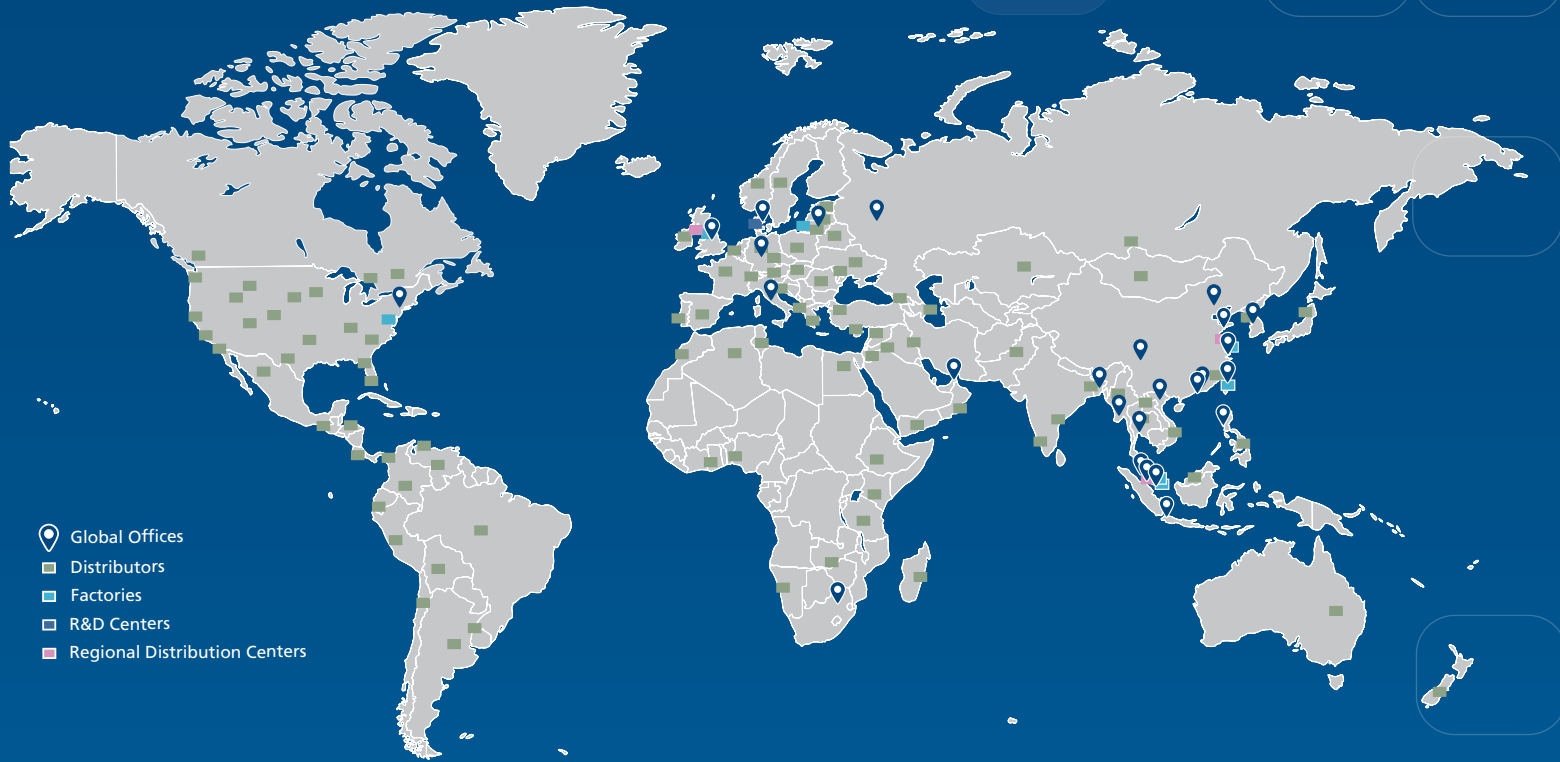 Global Offices
Distributors
Factories
R&D Centers
Regional Distribution Centers